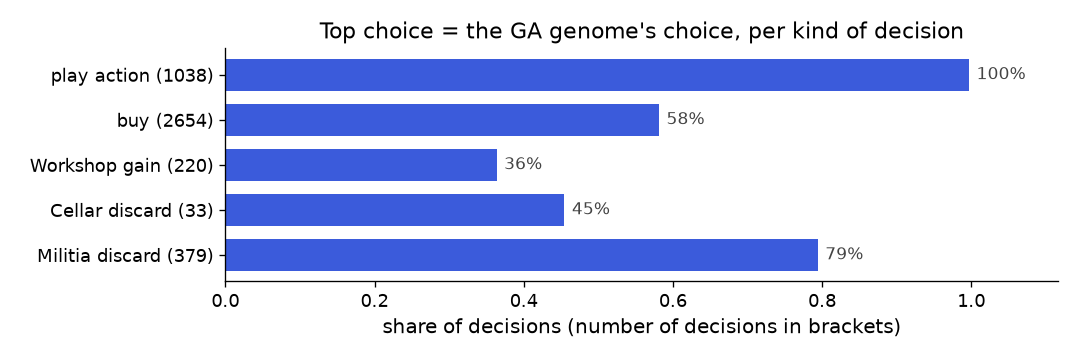 Top choice = the GA genome's choice, per kind of decision
play action (1038)
100%
buy (2654)
58%
Workshop gain (220)
36%
Cellar discard (33)
45%
Militia discard (379)
79%
0.0
0.2
0.4
0.6
0.8
1.0
share of decisions (number of decisions in brackets)